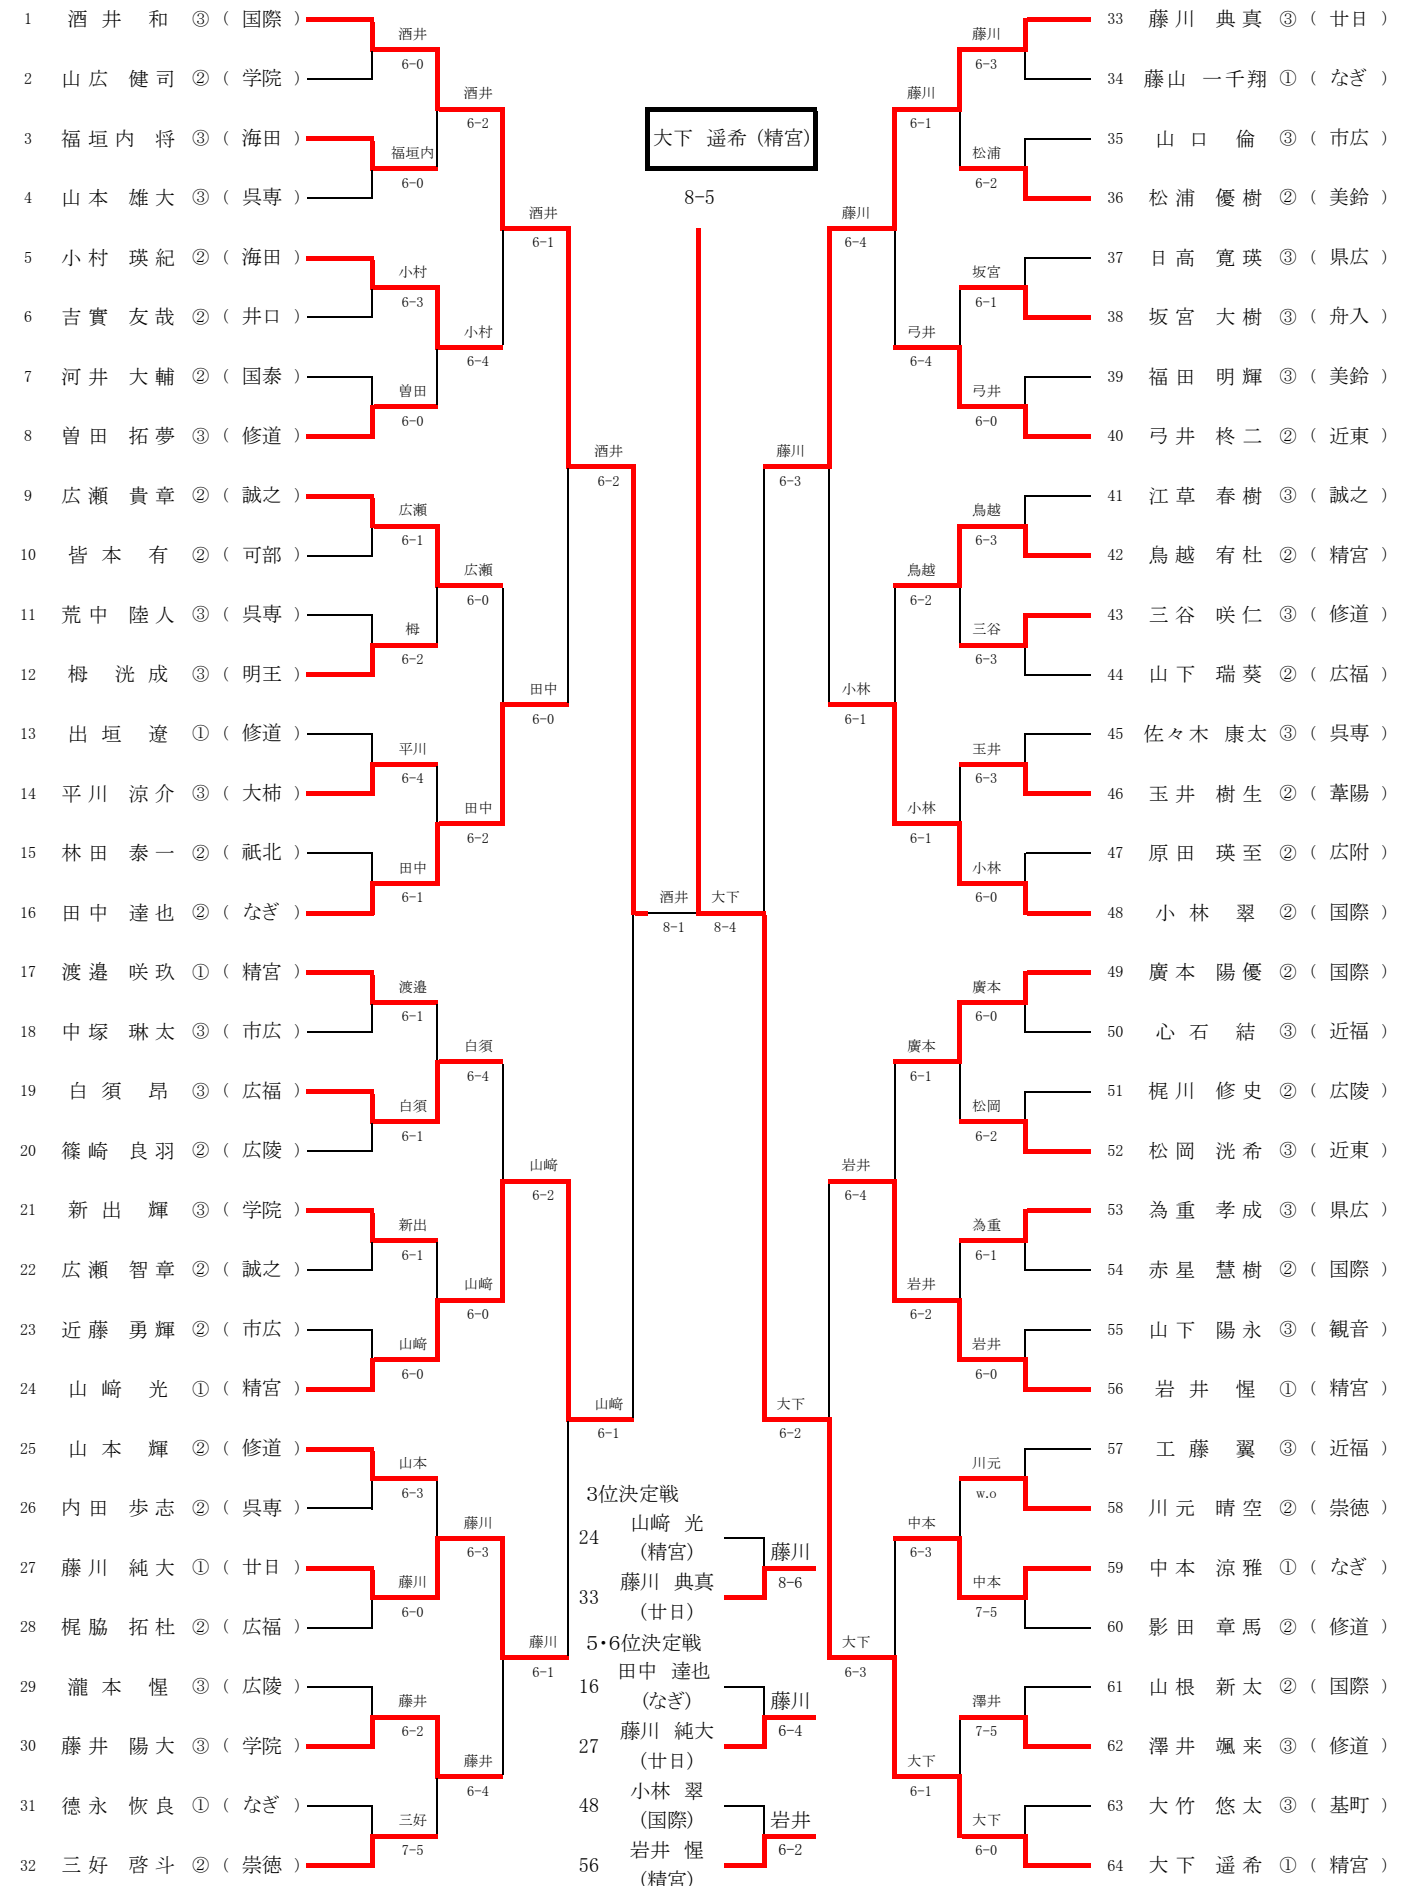 1 酒井 和 ③ ( 国際 )
2 山広 健司 ② ( 学院 )
3 福垣内 将 ③ ( 海田 )
4 山本 雄大 ③ ( 呉専 )
5 小村 瑛紀 ② ( 海田 )
6 吉實 友哉 ② ( 井口 )
7 河井 大輔 ② ( 国泰 )
8 曽田 拓夢 ③ ( 修道 )
9 広瀬 貴章 ② ( 誠之 )
10 皆本 有 ② ( 可部 )
11 荒中 陸人 ③ ( 呉専 )
12 栂 洸成 ③ ( 明王 )
13 出垣 遼 ① ( 修道 )
14 平川 涼介 ③ ( 大柿 )
15 林田 泰一 ② ( 祇北 )
16 田中 達也 ② ( なぎ )
17 渡邉 咲玖 ① ( 精宮 )
18 中塚 琳太 ③ ( 市広 )
19 白須 昂 ③ ( 広福 )
20 篠崎 良羽 ② ( 広陵 )
21 新出 輝 ③ ( 学院 )
22 広瀬 智章 ② ( 誠之 )
23 近藤 勇輝 ② ( 市広 )
24 山﨑 光 ① ( 精宮 )
25 山本 輝 ② ( 修道 )
26 内田 歩志 ② ( 呉専 )
27 藤川 純大 ① ( 廿日 )
28 梶脇 拓杜 ② ( 広福 )
29 瀧本 惺 ③ ( 広陵 )
30 藤井 陽大 ③ ( 学院 )
31 德永 恢良 ① ( なぎ )
32 三好 啓斗 ② ( 崇徳 )
酒井
6-0
福垣内
6-0
小村
6-3
曽田
6-0
広瀬
6-1
栂
6-2
平川
6-4
田中
6-1
渡邉
6-1
白須
6-1
新出
6-1
山﨑
6-0
山本
6-3
藤川
6-0
藤井
6-2
三好
7-5
酒井
6-2
小村
6-4
広瀬
6-0
田中
6-2
白須
6-4
山﨑
6-0
藤川
6-3
藤井
6-4
酒井
6-1
田中
6-0
山﨑
6-2
藤川
6-1
酒井
6-2
山﨑
6-1
酒井
8-1
大下 遥希 (精宮)
8-5
大下
8-4
藤川
6-3
大下
6-2
藤川
6-4
小林
6-1
岩井
6-4
大下
6-3
藤川
6-1
弓井
6-4
鳥越
6-2
小林
6-1
廣本
6-1
岩井
6-2
中本
6-3
大下
6-1
藤川
6-3
松浦
6-2
坂宮
6-1
弓井
6-0
鳥越
6-3
三谷
6-3
玉井
6-3
小林
6-0
廣本
6-0
松岡
6-2
為重
6-1
岩井
6-0
川元
w.o
中本
7-5
澤井
7-5
大下
6-0
33 藤川 典真 ③ ( 廿日 )
34 藤山 一千翔 ① ( なぎ )
35 山口 倫 ③ ( 市広 )
36 松浦 優樹 ② ( 美鈴 )
37 日高 寛瑛 ③ ( 県広 )
38 坂宮 大樹 ③ ( 舟入 )
39 福田 明輝 ③ ( 美鈴 )
40 弓井 柊二 ② ( 近東 )
41 江草 春樹 ③ ( 誠之 )
42 鳥越 宥杜 ② ( 精宮 )
43 三谷 咲仁 ③ ( 修道 )
44 山下 瑞葵 ② ( 広福 )
45 佐々木 康太 ③ ( 呉専 )
46 玉井 樹生 ② ( 葦陽 )
47 原田 瑛至 ② ( 広附 )
48 小林 翠 ② ( 国際 )
49 廣本 陽優 ② ( 国際 )
50 心石 結 ③ ( 近福 )
51 梶川 修史 ② ( 広陵 )
52 松岡 洸希 ③ ( 近東 )
53 為重 孝成 ③ ( 県広 )
54 赤星 慧樹 ② ( 国際 )
55 山下 陽永 ③ ( 観音 )
56 岩井 惺 ① ( 精宮 )
57 工藤 翼 ③ ( 近福 )
58 川元 晴空 ② ( 崇徳 )
59 中本 涼雅 ① ( なぎ )
60 影田 章馬 ② ( 修道 )
61 山根 新太 ② ( 国際 )
62 澤井 颯来 ③ ( 修道 )
63 大竹 悠太 ③ ( 基町 )
64 大下 遥希 ① ( 精宮 )
3位決定戦
24 山﨑 光
(精宮)
藤川
8-6
33 藤川 典真
(廿日)
5・6位決定戦
16 田中 達也
(なぎ)
藤川
6-4
27 藤川 純大
(廿日)
48 小林 翠
(国際)
岩井
6-2
56 岩井 惺
(精宮)